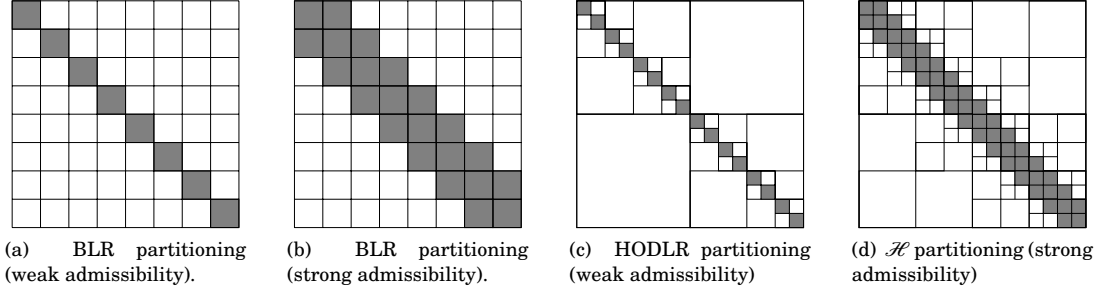 (a) BLR partitioning
(weak admissibility).
(b) BLR partitioning
(strong admissibility).
(c) HODLR partitioning
(weak admissibility)
(d) ℋ partitioning (strong
admissibility)